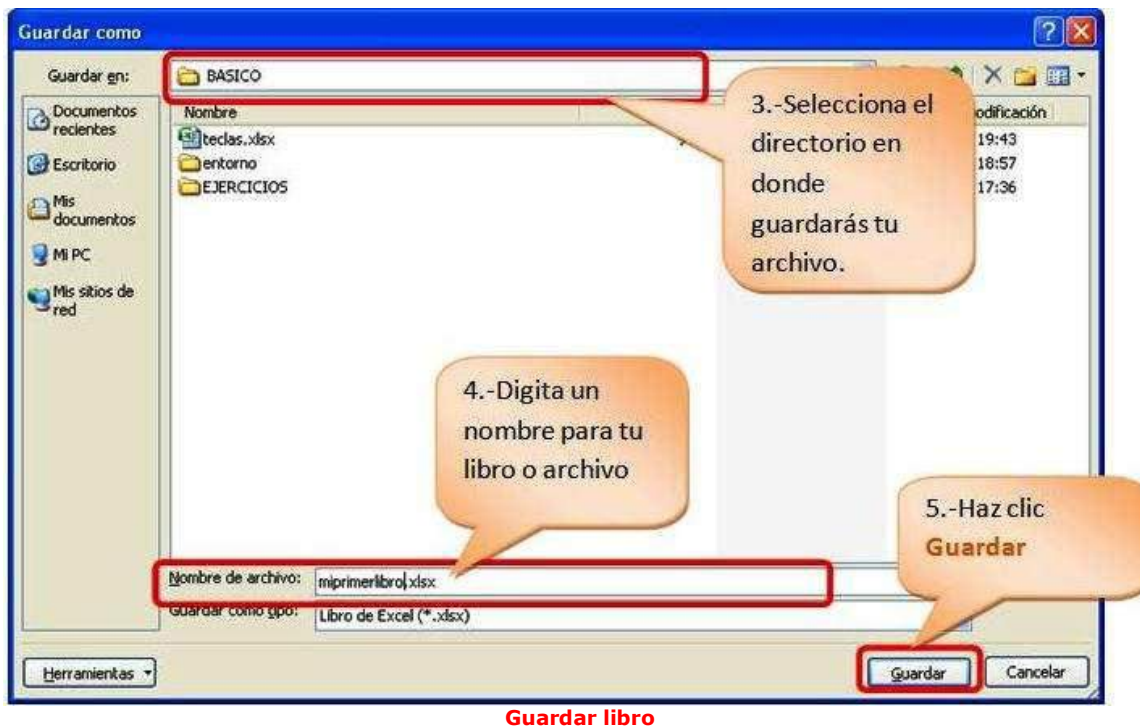 Guardar como
Guardar en:
BASICO
Documentos
recientes
Escritorio
Mis
documentos
Mi PC
Mis sitios de
red
Nombre
odificación
teclas.xlsx
19:43
entorno
18:57
EJERCICIOS
17:36
3.-Selecciona el
directorio en
donde
guardarás tu
archivo.
4.-Digita un
nombre para tu
libro o archivo
5.-Haz clic
Guardar
Nombre de archivo:
miprimerlibro.xlsx
Guardar como tipo:
Libro de Excel (*.xlsx)
Herramientas
Guardar
Cancelar
Guardar libro